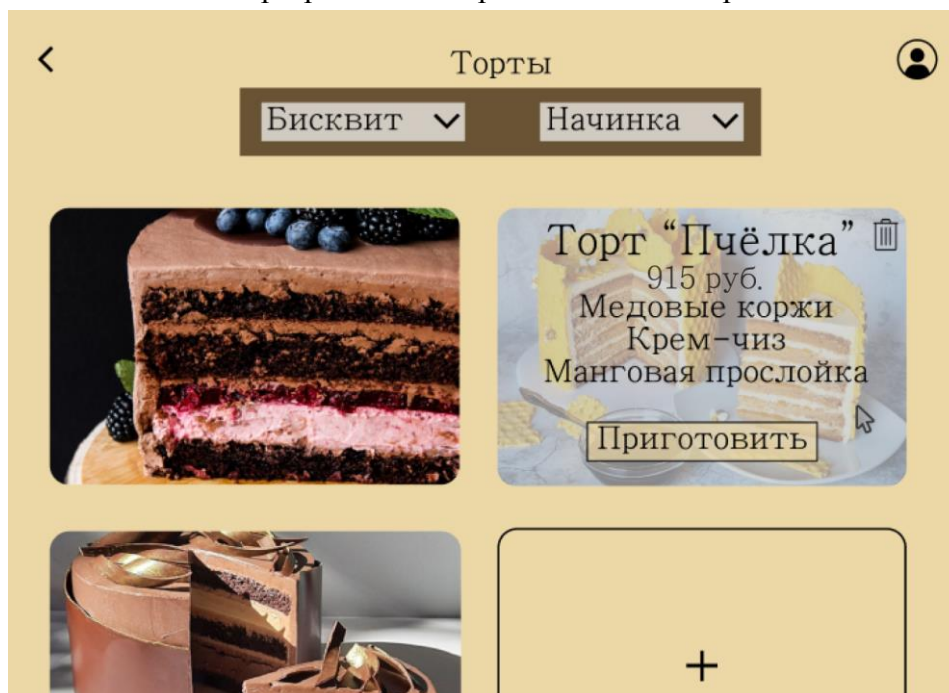 Торты
Бисквит
Начинка
Торт “Пчёлка”
915 руб.
Медовые коржи
Крем-чиз
Манговая прослойка
Приготовить
+